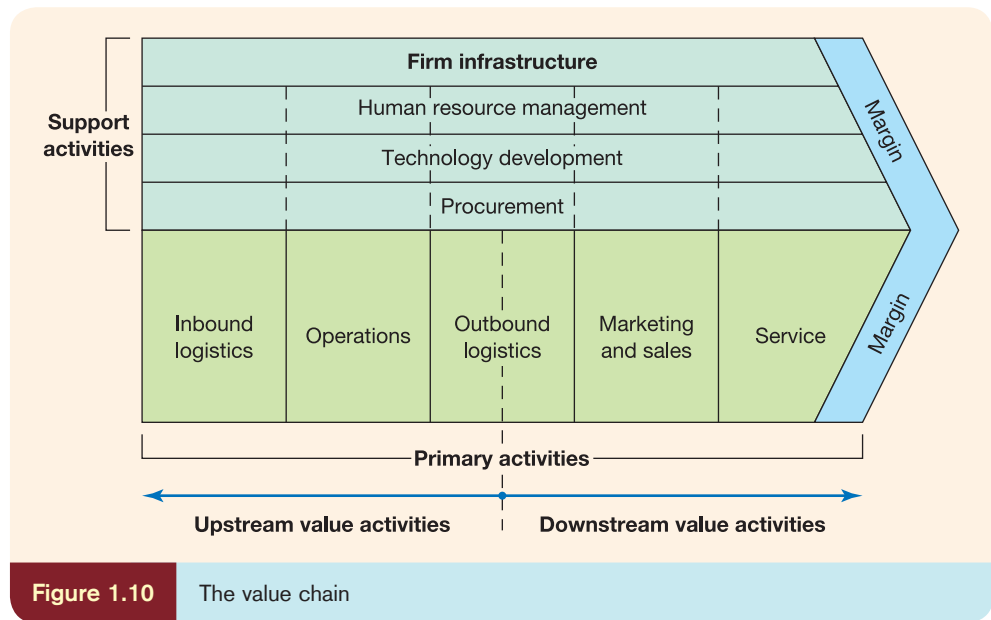 Firm infrastructure
Human resource management
Support
activities
Technology development
Procurement
Margin
Inbound
logistics
Operations
Outbound
logistics
Marketing
and sales
Service
Margin
Primary activities
Upstream value activities
Downstream value activities
Figure 1.10
The value chain